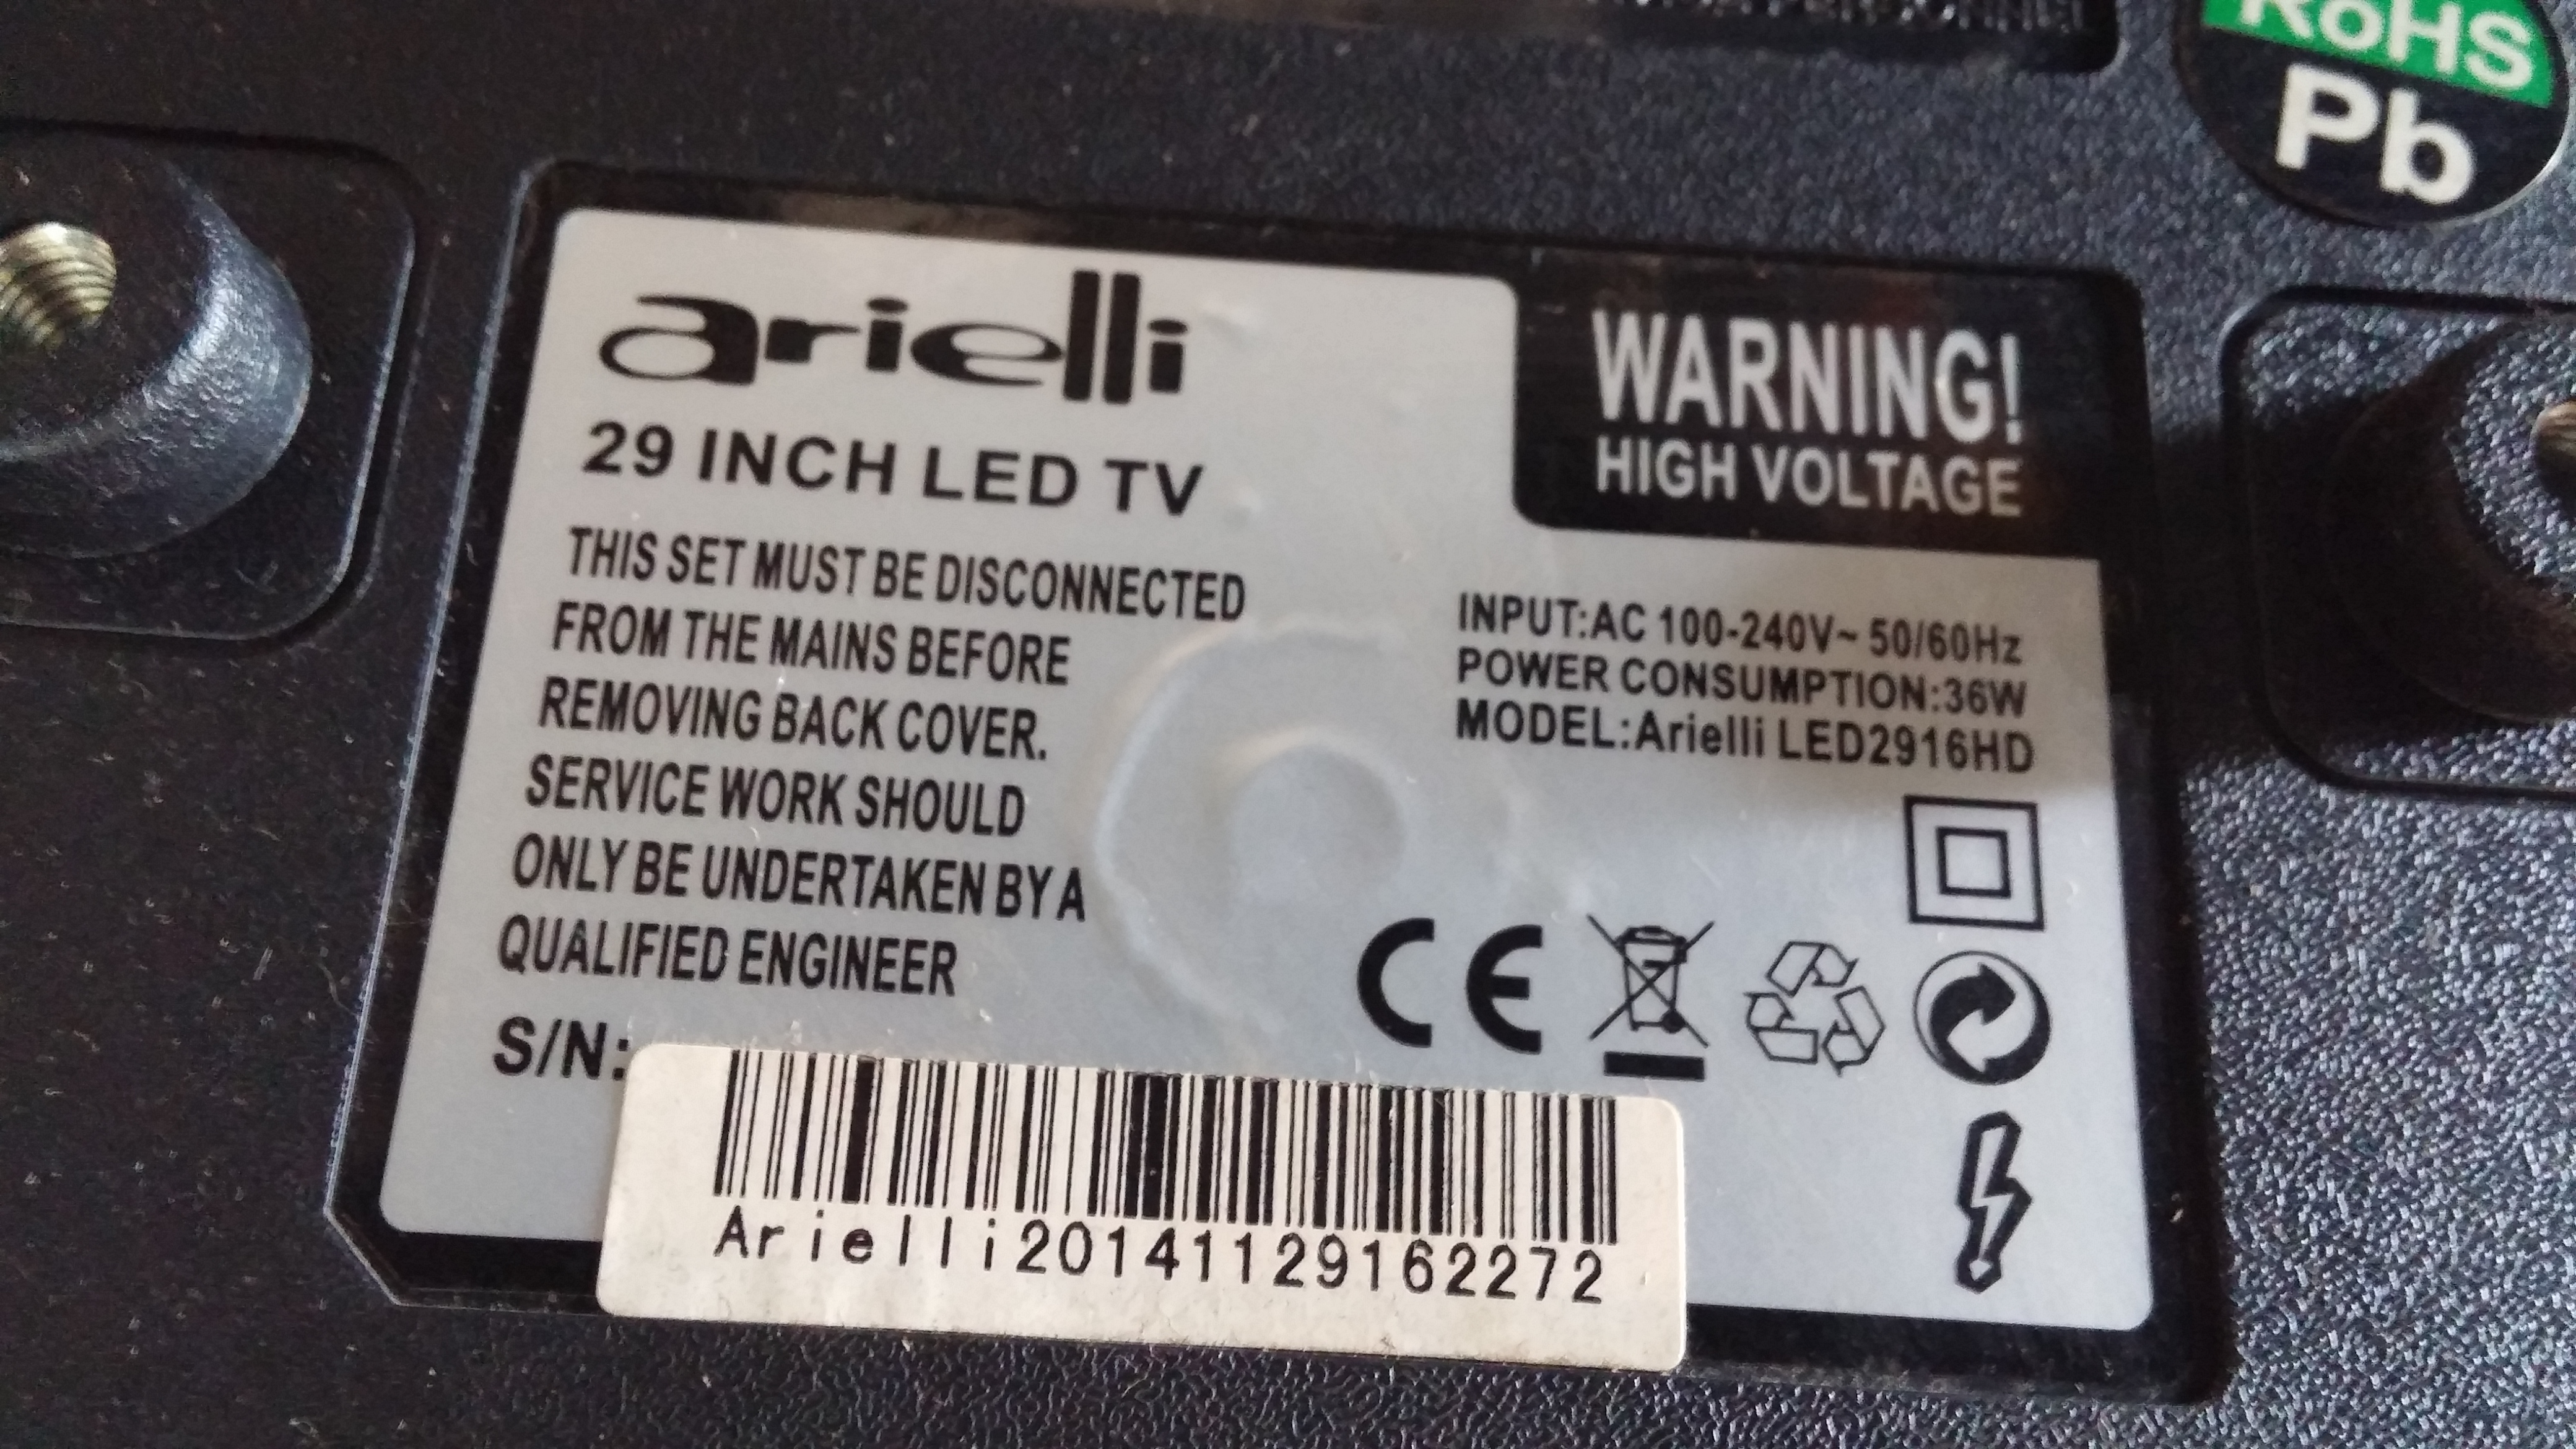 RoHS
Pb
arielli
29 INCH LED TV
WARNING!
HIGH VOLTAGE
THIS SET MUST BE DISCONNECTED
FROM THE MAINS BEFORE
REMOVING BACK COVER.
SERVICE WORK SHOULD
ONLY BE UNDERTAKEN BY A
QUALIFIED ENGINEER
INPUT:AC 100-240V~ 50/60Hz
POWER CONSUMPTION:36W
MODEL:Arielli LED2916HD
CE
S/N:
Arielli20141129162272